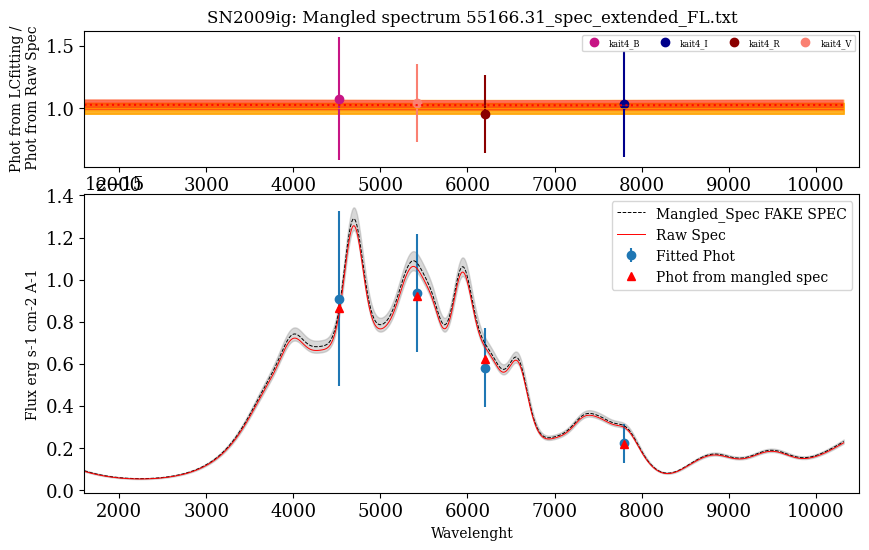 SN2009ig: Mangled spectrum 55166.31_spec_extended_FL.txt
Phot from LCfitting /
Phot from Raw Spec
1.5
1.0
kait4_B
kait4_I
kait4_R
kait4_V
2000 3000 4000 5000 6000 7000 8000 9000 10000
1e−15
Flux erg s-1 cm-2 A-1
1.4
1.2
1.0
0.8
0.6
0.4
0.2
0.0
Mangled_Spec FAKE SPEC
Raw Spec
Fitted Phot
Phot from mangled spec
2000 3000 4000 5000 6000 7000 8000 9000 10000
Wavelenght